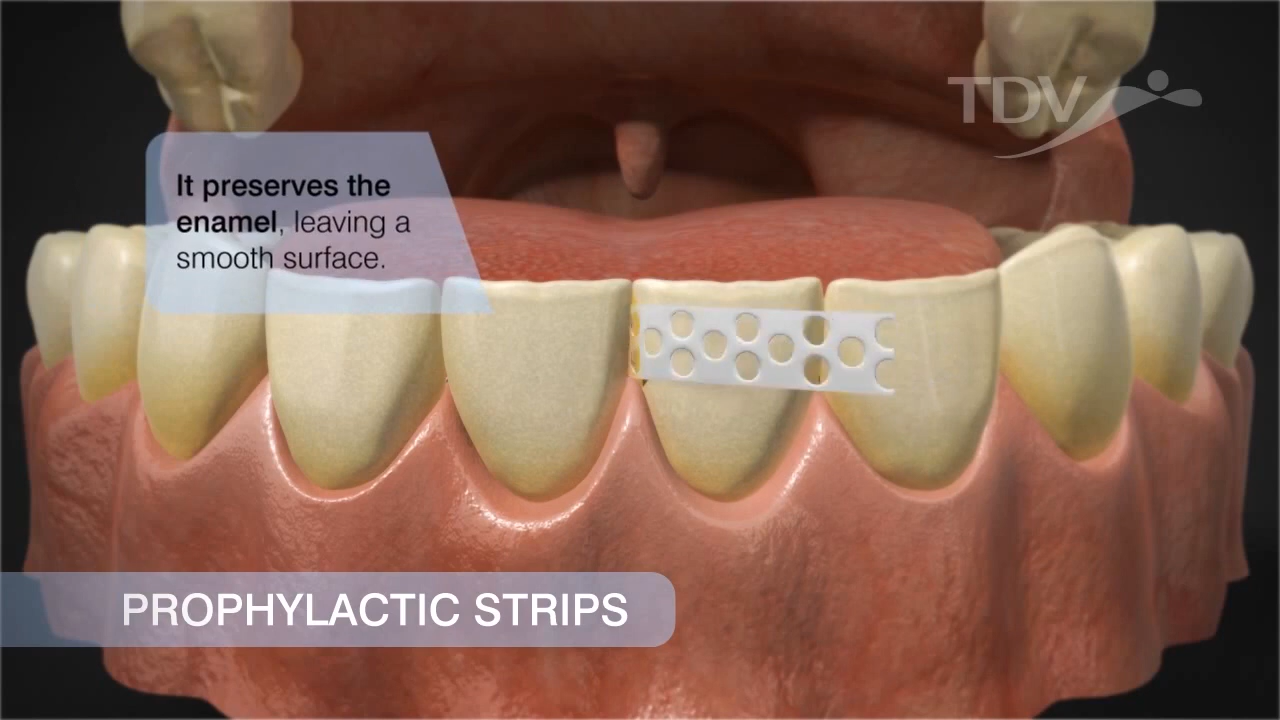 TDV
It preserves the
enamel, leaving a
smooth surface.
PROPHYLACTIC STRIPS